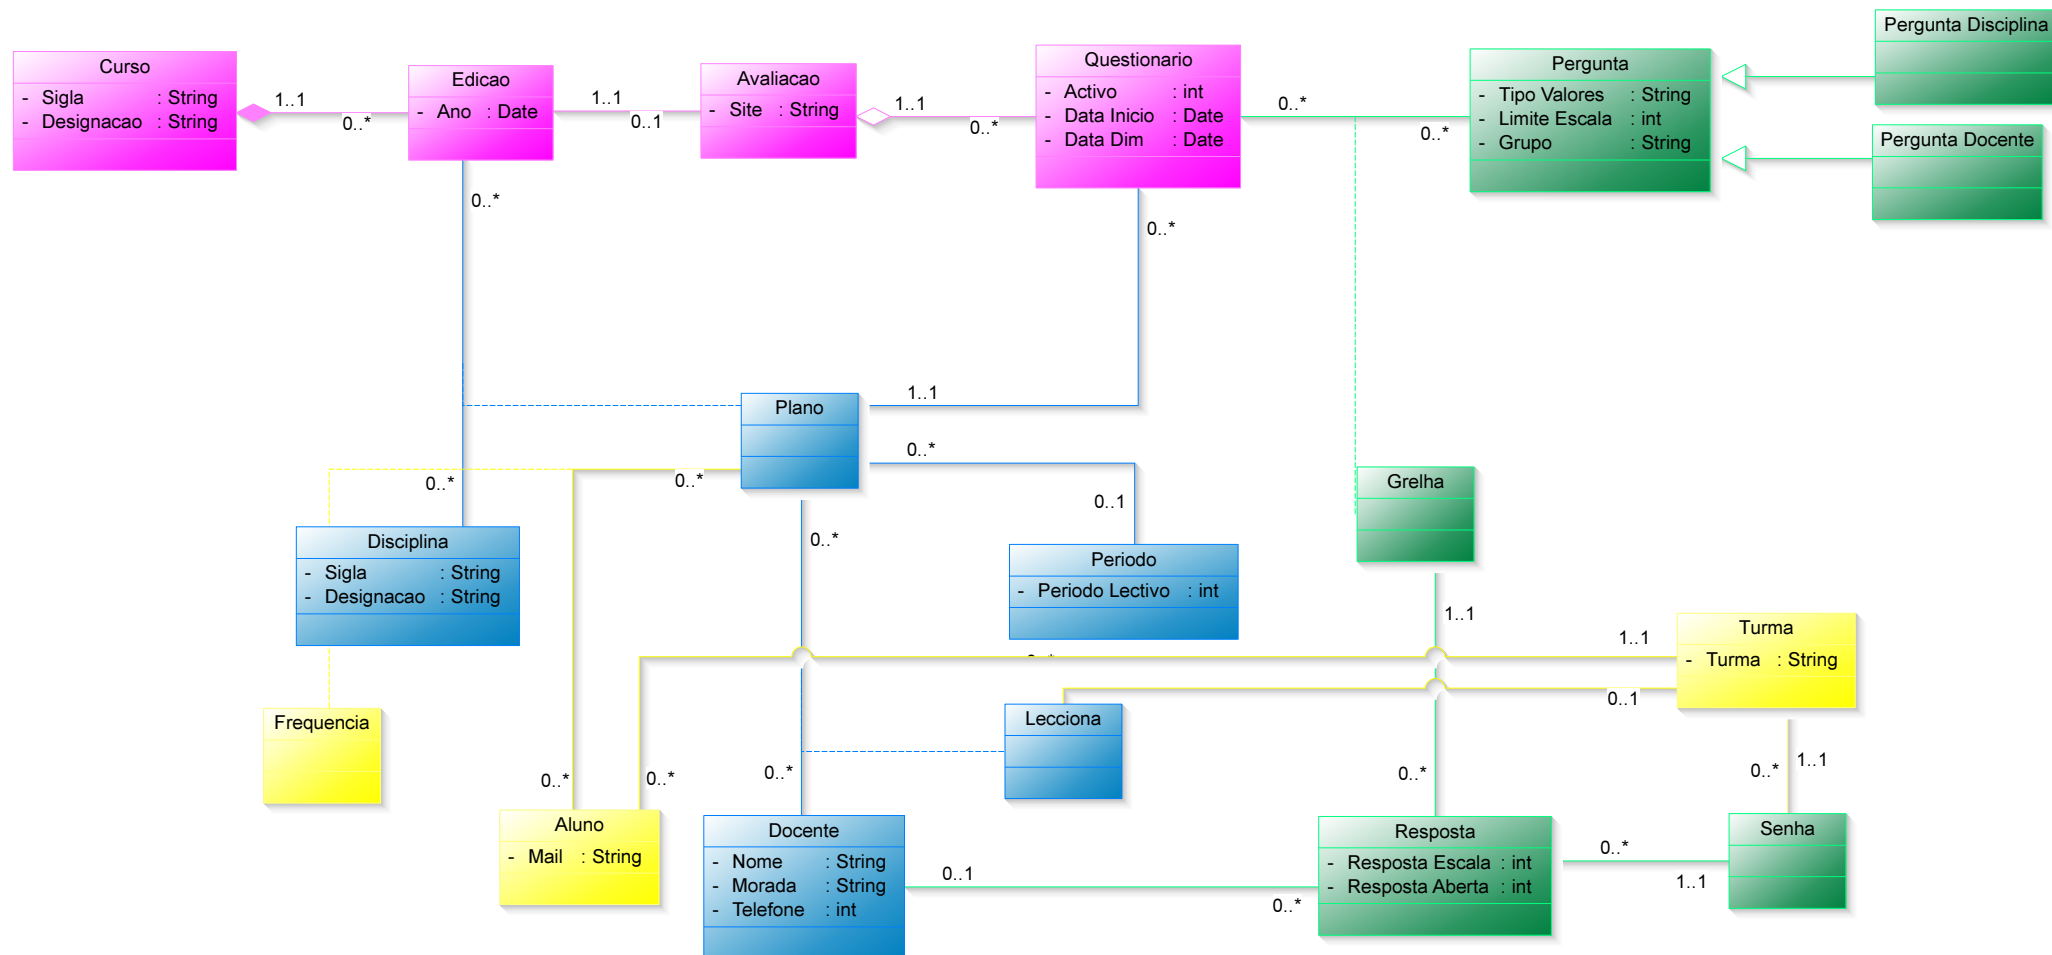 Curso
- Sigla : String
- Designacao : String
1..1
0..*
Edicao
- Ano : Date
1..1
0..1
Avaliacao
- Site : String
1..1
0..*
Questionario
- Activo : int
- Data Inicio : Date
- Data Dim : Date
0..*
0..*
Pergunta
- Tipo Valores : String
- Limite Escala : int
- Grupo : String
Pergunta Disciplina
Pergunta Docente
0..*
0..*
1..1
Plano
0..*
0..*
0..*
0..1
0..*
Grelha
Disciplina
- Sigla : String
- Designacao : String
Periodo
- Periodo Lectivo : int
1..1
1..1
Turma
- Turma : String
0..*
0..1
Frequencia
Lecciona
0..*
0..*
0..*
0..*
0..*
1..1
Aluno
- Mail : String
Docente
- Nome : String
- Morada : String
- Telefone : int
0..1
0..*
Resposta
- Resposta Escala : int
- Resposta Aberta : int
0..*
1..1
Senha